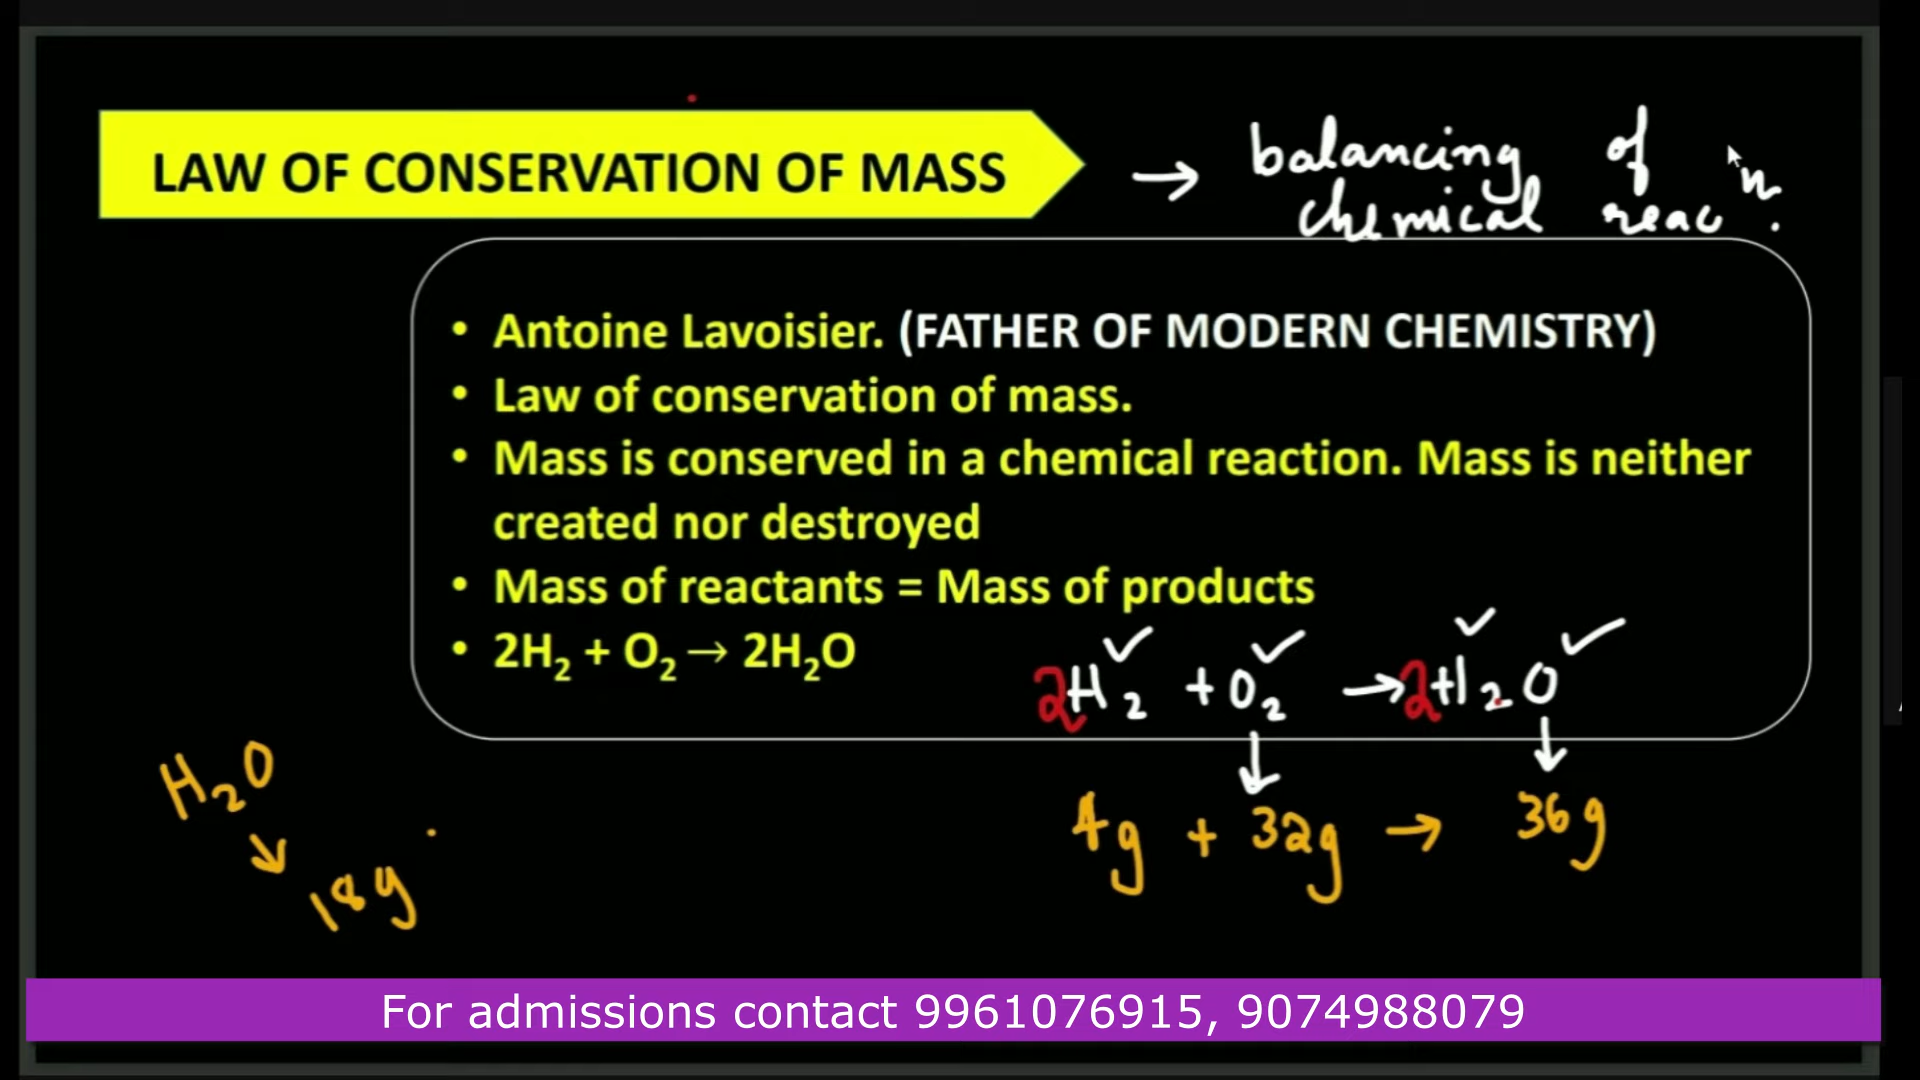 LAW OF CONSERVATION OF MASS
→ balancing of
chemical reac n.
• Antoine Lavoisier. (FATHER OF MODERN CHEMISTRY)
• Law of conservation of mass.
• Mass is conserved in a chemical reaction. Mass is neither
created nor destroyed
• Mass of reactants = Mass of products
• 2H₂ + O₂ → 2H₂O
2H₂ + O₂ → 2H₂O
H₂O
4g + 32g → 36g
18g
For admissions contact 9961076915, 9074988079